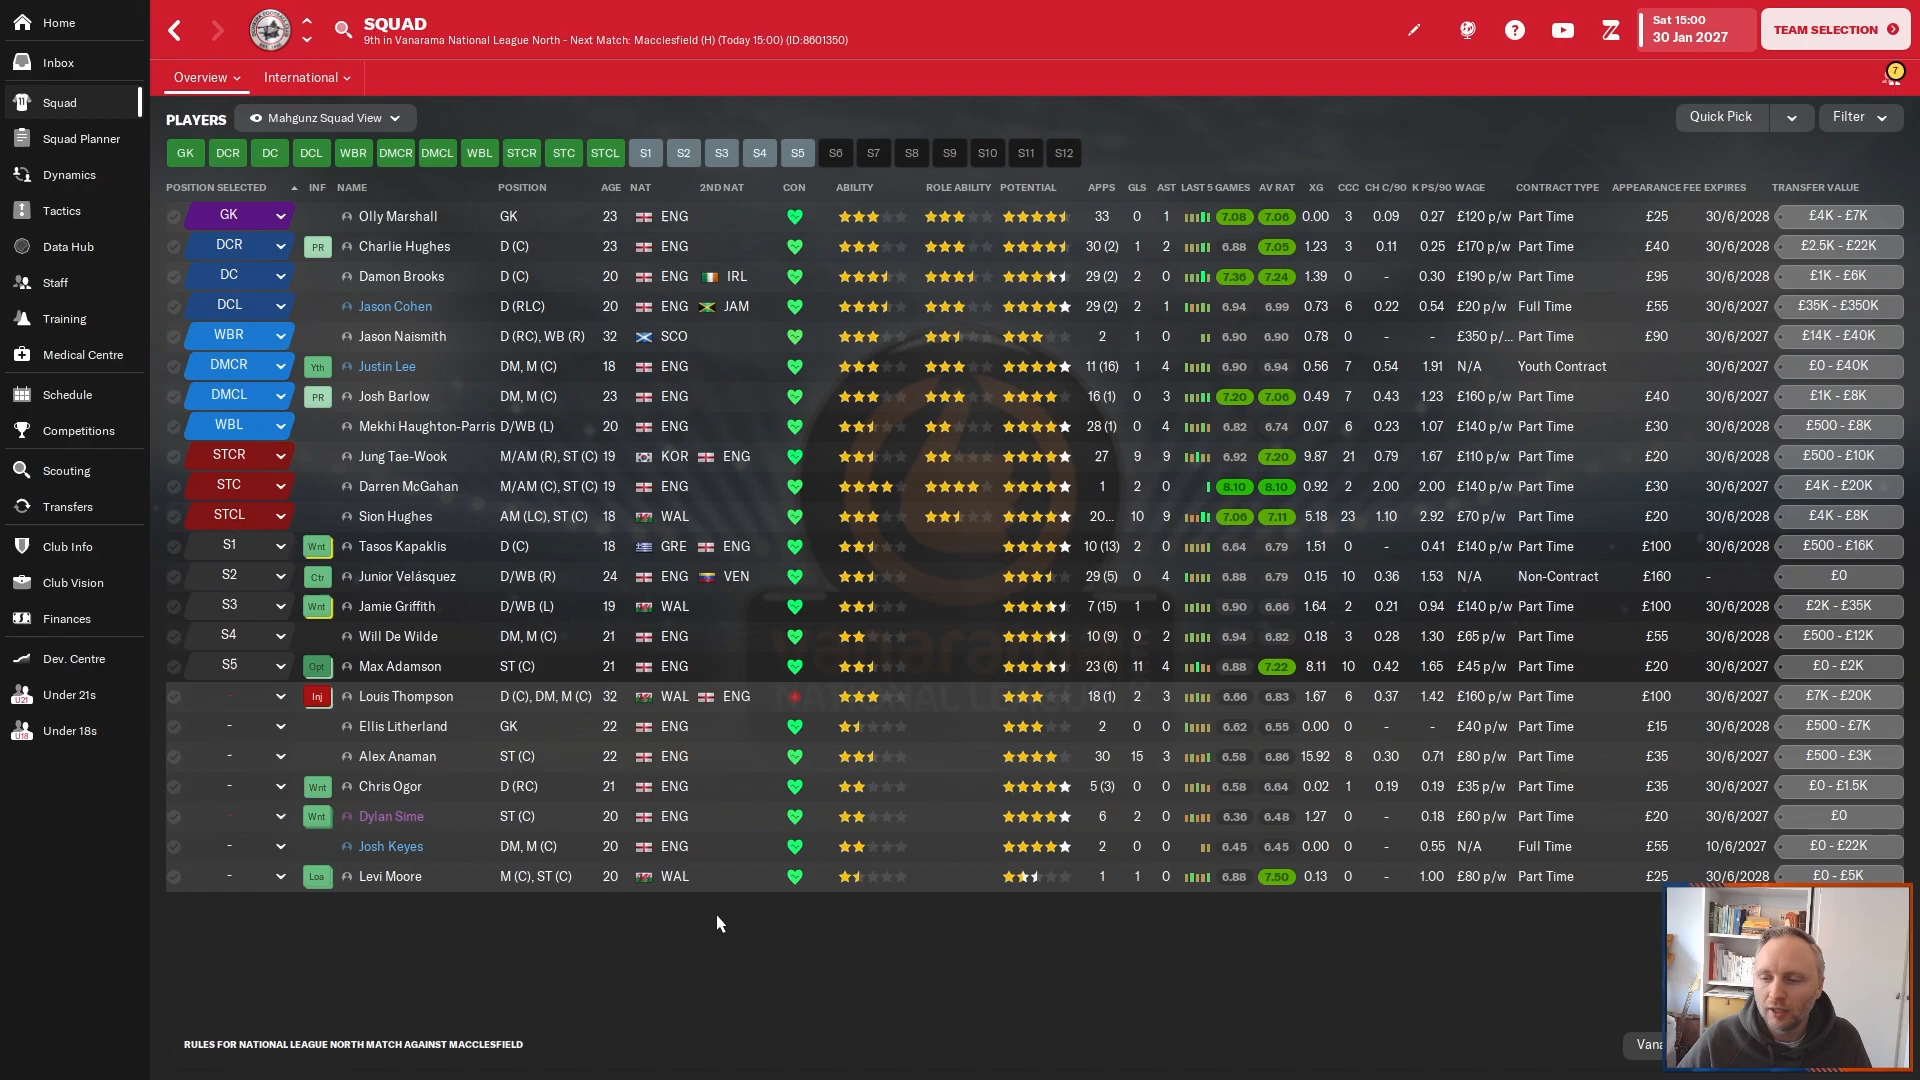 Home
Inbox
Squad
Squad Planner
Dynamics
Tactics
Data Hub
Staff
Training
Medical Centre
Schedule
Competitions
Scouting
Transfers
Club Info
Club Vision
Finances
Dev. Centre
Under 21s
Under 18s
SQUAD
9th in Vanarama National League North - Next Match: Macclesfield (H) (Today 15:00) (ID:8601350)
Sat 15:00
30 Jan 2027
TEAM SELECTION
Overview International 7
PLAYERS Mahgunz Squad View Quick Pick Filter
GK DCR DC DCL WBR DMCR DMCL WBL STCR STC STCL S1 S2 S3 S4 S5 S6 S7 S8 S9 S10 S11 S12
POSITION SELECTED INF NAME POSITION AGE NAT 2ND NAT CON ABILITY ROLE ABILITY POTENTIAL APPS GLS AST LAST 5 GAMES AV RAT XG CCC CH C/90 K PS/90 WAGE CONTRACT TYPE APPEARANCE FEE EXPIRES TRANSFER VALUE
GK Olly Marshall GK 23 ENG 33 0 1 7.08 7.06 0.00 3 0.09 0.27 £120 p/w Part Time £25 30/6/2028 £4K - £7K
DCR PR Charlie Hughes D (C) 23 ENG 30 (2) 1 2 6.88 7.05 1.23 3 0.11 0.25 £170 p/w Part Time £40 30/6/2028 £2.5K - £22K
DC Damon Brooks D (C) 20 ENG IRL 29 (2) 2 0 7.36 7.24 1.39 0 - 0.30 £190 p/w Part Time £95 30/6/2028 £1K - £6K
DCL Jason Cohen D (RLC) 20 ENG JAM 29 (2) 2 1 6.94 6.99 0.73 6 0.22 0.54 £20 p/w Full Time £55 30/6/2027 £35K - £350K
WBR Jason Naismith D (RC), WB (R) 32 SCO 2 1 0 6.90 6.90 0.78 0 - - £350 p/... Part Time £90 30/6/2027 £14K - £40K
DMCR Yth Justin Lee DM, M (C) 18 ENG 11 (16) 1 4 6.90 6.94 0.56 7 0.54 1.91 N/A Youth Contract 30/6/2027 £0 - £40K
DMCL PR Josh Barlow DM, M (C) 23 ENG 16 (1) 0 3 7.20 7.06 0.49 7 0.43 1.23 £160 p/w Part Time £40 30/6/2027 £1K - £8K
WBL Mekhi Haughton-Parris D/WB (L) 20 ENG 28 (1) 0 4 6.82 6.74 0.07 6 0.23 1.07 £140 p/w Part Time £30 30/6/2028 £500 - £8K
STCR Jung Tae-Wook M/AM (R), ST (C) 19 KOR ENG 27 9 9 6.92 7.20 9.87 21 0.79 1.67 £110 p/w Part Time £20 30/6/2028 £500 - £10K
STC Darren McGahan M/AM (C), ST (C) 19 ENG 1 2 0 8.10 8.10 0.92 2 2.00 2.00 £140 p/w Part Time £30 30/6/2028 £4K - £20K
STCL Sion Hughes AM (LC), ST (C) 18 WAL 20... 10 9 7.06 7.11 5.18 23 1.10 2.92 £70 p/w Part Time £20 30/6/2028 £4K - £8K
S1 Wnt Tasos Kapaklis D (C) 18 GRE ENG 10 (13) 2 0 6.64 6.79 1.51 0 - 0.41 £140 p/w Part Time £100 30/6/2028 £500 - £16K
S2 Ctr Junior Velásquez D/WB (R) 24 ENG VEN 29 (5) 0 4 6.88 6.79 0.15 10 0.36 1.53 N/A Non-Contract £160 - £0
S3 Wnt Jamie Griffith D/WB (L) 19 WAL 7 (15) 1 0 6.90 6.66 1.64 2 0.21 0.94 £140 p/w Part Time £100 30/6/2028 £2K - £35K
S4 Will De Wilde DM, M (C) 21 ENG 10 (9) 0 2 6.94 6.82 0.18 3 0.28 1.30 £65 p/w Part Time £55 30/6/2028 £500 - £12K
S5 Opt Max Adamson ST (C) 21 ENG 23 (6) 11 4 6.88 7.22 8.11 10 0.42 1.65 £45 p/w Part Time £20 30/6/2027 £0 - £2K
- Inj Louis Thompson D (C), DM, M (C) 32 WAL ENG 18 (1) 2 3 6.66 6.83 1.67 6 0.37 1.42 £160 p/w Part Time £100 30/6/2028 £7K - £20K
- Ellis Litherland GK 22 ENG 2 0 0 6.62 6.55 0.00 0 - - £40 p/w Part Time £15 30/6/2028 £500 - £7K
- Alex Anaman ST (C) 22 ENG 30 15 3 6.58 6.86 15.92 8 0.30 0.71 £80 p/w Part Time £35 30/6/2028 £500 - £3K
- Wnt Chris Ogor D (RC) 21 ENG 5 (3) 0 0 6.58 6.64 0.02 1 0.19 0.19 £35 p/w Part Time £35 30/6/2027 £0 - £1.5K
- Wnt Dylan Sime ST (C) 20 ENG 6 2 0 6.36 6.48 1.27 0 - 0.18 £60 p/w Part Time £20 30/6/2027 £0
- Josh Keyes DM, M (C) 20 ENG 2 0 0 6.45 6.45 0.00 0 - 0.55 N/A Full Time £55 10/6/2027 £0 - £22K
- Loa Levi Moore M (C), ST (C) 20 WAL 1 1 0 6.88 7.50 0.13 0 - 1.00 £80 p/w Part Time £25 30/6/2028 £0 - £5K
RULES FOR NATIONAL LEAGUE NORTH MATCH AGAINST MACCLESFIELD
Vana